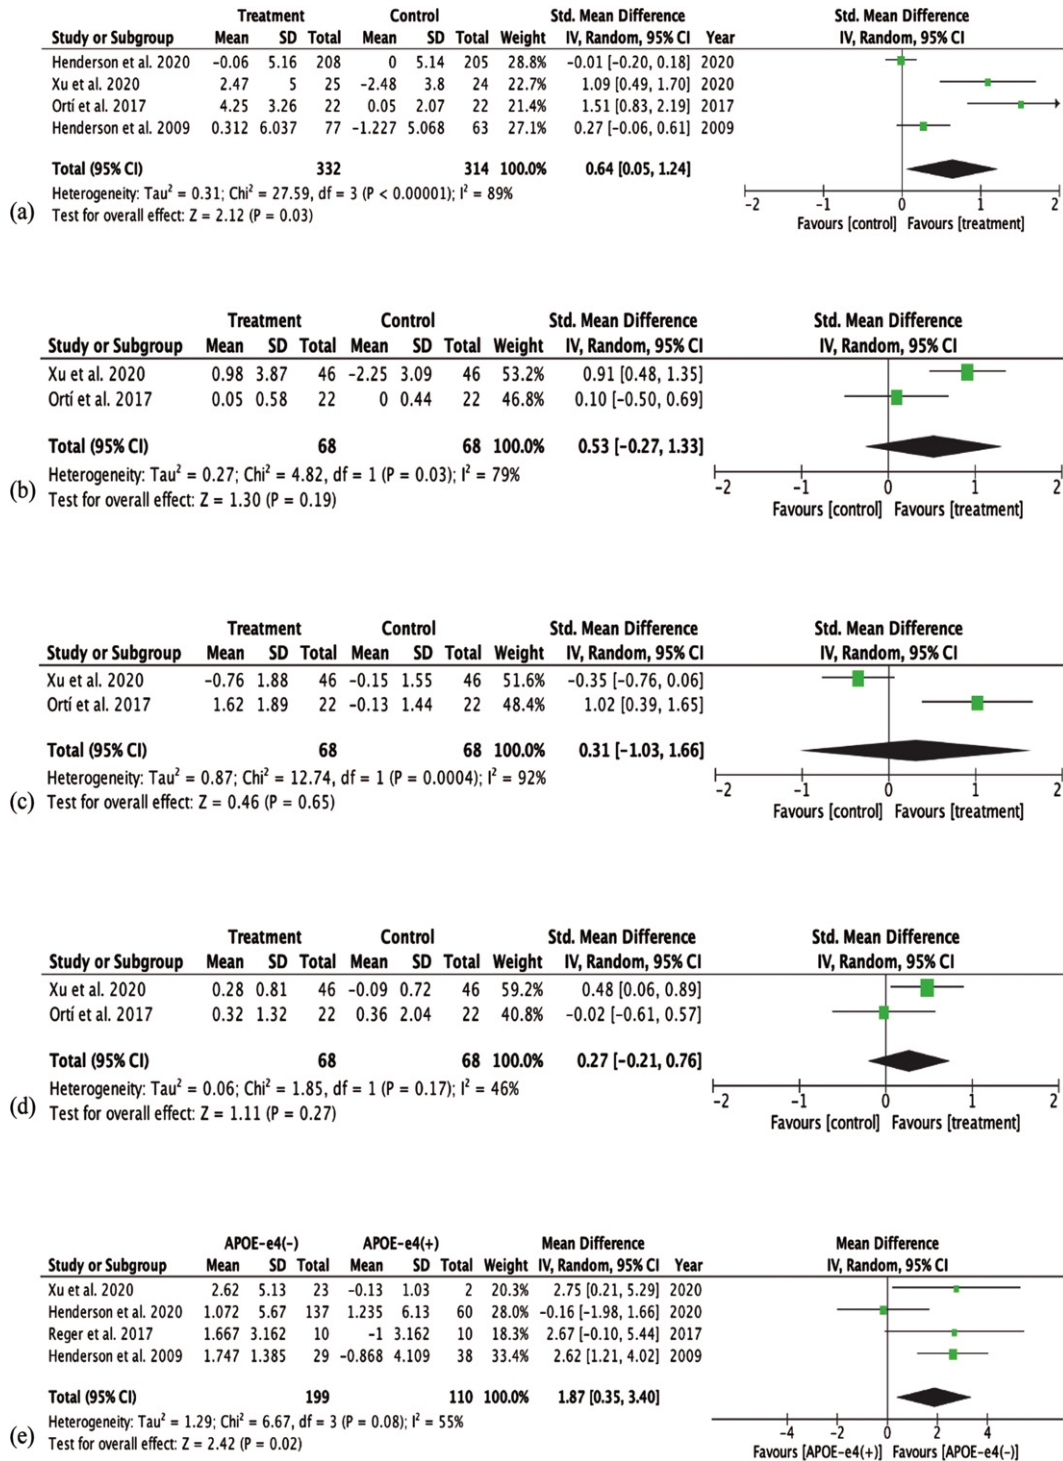 Treatment Control Std. Mean Difference Std. Mean Difference
Study or Subgroup Mean SD Total Mean SD Total Weight IV, Random, 95% CI Year IV, Random, 95% CI
Henderson et al. 2020 −0.06 5.16 208 0 5.14 205 28.8% −0.01 [−0.20, 0.18] 2020
Xu et al. 2020 2.47 5 25 −2.48 3.8 24 22.7% 1.09 [0.49, 1.70] 2020
Ortí et al. 2017 4.25 3.26 22 0.05 2.07 22 21.4% 1.51 [0.83, 2.19] 2017
Henderson et al. 2009 0.312 6.037 77 −1.227 5.068 63 27.1% 0.27 [−0.06, 0.61] 2009
Total (95% CI) 332 314 100.0% 0.64 [0.05, 1.24]
Heterogeneity: Tau² = 0.31; Chi² = 27.59, df = 3 (P < 0.00001); I² = 89%
Test for overall effect: Z = 2.12 (P = 0.03)
−2 −1 0 1 2
Favours [control] Favours [treatment]
(a)
Treatment Control Std. Mean Difference Std. Mean Difference
Study or Subgroup Mean SD Total Mean SD Total Weight IV, Random, 95% CI IV, Random, 95% CI
Xu et al. 2020 0.98 3.87 46 −2.25 3.09 46 53.2% 0.91 [0.48, 1.35]
Ortí et al. 2017 0.05 0.58 22 0 0.44 22 46.8% 0.10 [−0.50, 0.69]
Total (95% CI) 68 68 100.0% 0.53 [−0.27, 1.33]
Heterogeneity: Tau² = 0.27; Chi² = 4.82, df = 1 (P = 0.03); I² = 79%
Test for overall effect: Z = 1.30 (P = 0.19)
−2 −1 0 1 2
Favours [control] Favours [treatment]
(b)
Treatment Control Std. Mean Difference Std. Mean Difference
Study or Subgroup Mean SD Total Mean SD Total Weight IV, Random, 95% CI IV, Random, 95% CI
Xu et al. 2020 −0.76 1.88 46 −0.15 1.55 46 51.6% −0.35 [−0.76, 0.06]
Ortí et al. 2017 1.62 1.89 22 −0.13 1.44 22 48.4% 1.02 [0.39, 1.65]
Total (95% CI) 68 68 100.0% 0.31 [−1.03, 1.66]
Heterogeneity: Tau² = 0.87; Chi² = 12.74, df = 1 (P = 0.0004); I² = 92%
Test for overall effect: Z = 0.46 (P = 0.65)
−2 −1 0 1 2
Favours [control] Favours [treatment]
(c)
Treatment Control Std. Mean Difference Std. Mean Difference
Study or Subgroup Mean SD Total Mean SD Total Weight IV, Random, 95% CI IV, Random, 95% CI
Xu et al. 2020 0.28 0.81 46 −0.09 0.72 46 59.2% 0.48 [0.06, 0.89]
Ortí et al. 2017 0.32 1.32 22 0.36 2.04 22 40.8% −0.02 [−0.61, 0.57]
Total (95% CI) 68 68 100.0% 0.27 [−0.21, 0.76]
Heterogeneity: Tau² = 0.06; Chi² = 1.85, df = 1 (P = 0.17); I² = 46%
Test for overall effect: Z = 1.11 (P = 0.27)
−2 −1 0 1 2
Favours [control] Favours [treatment]
(d)
APOE-e4(−) APOE-e4(+) Mean Difference Mean Difference
Study or Subgroup Mean SD Total Mean SD Total Weight IV, Random, 95% CI Year IV, Random, 95% CI
Xu et al. 2020 2.62 5.13 23 −0.13 1.03 2 20.3% 2.75 [0.21, 5.29] 2020
Henderson et al. 2020 1.072 5.67 137 1.235 6.13 60 28.0% −0.16 [−1.98, 1.66] 2020
Reger et al. 2017 1.667 3.162 10 −1 3.162 10 18.3% 2.67 [−0.10, 5.44] 2017
Henderson et al. 2009 1.747 1.385 29 −0.868 4.109 38 33.4% 2.62 [1.21, 4.02] 2009
Total (95% CI) 199 110 100.0% 1.87 [0.35, 3.40]
Heterogeneity: Tau² = 1.29; Chi² = 6.67, df = 3 (P = 0.08); I² = 55%
Test for overall effect: Z = 2.42 (P = 0.02)
−4 −2 0 2 4
Favours [APOE-e4(+)] Favours [APOE-e4(−)]
(e)